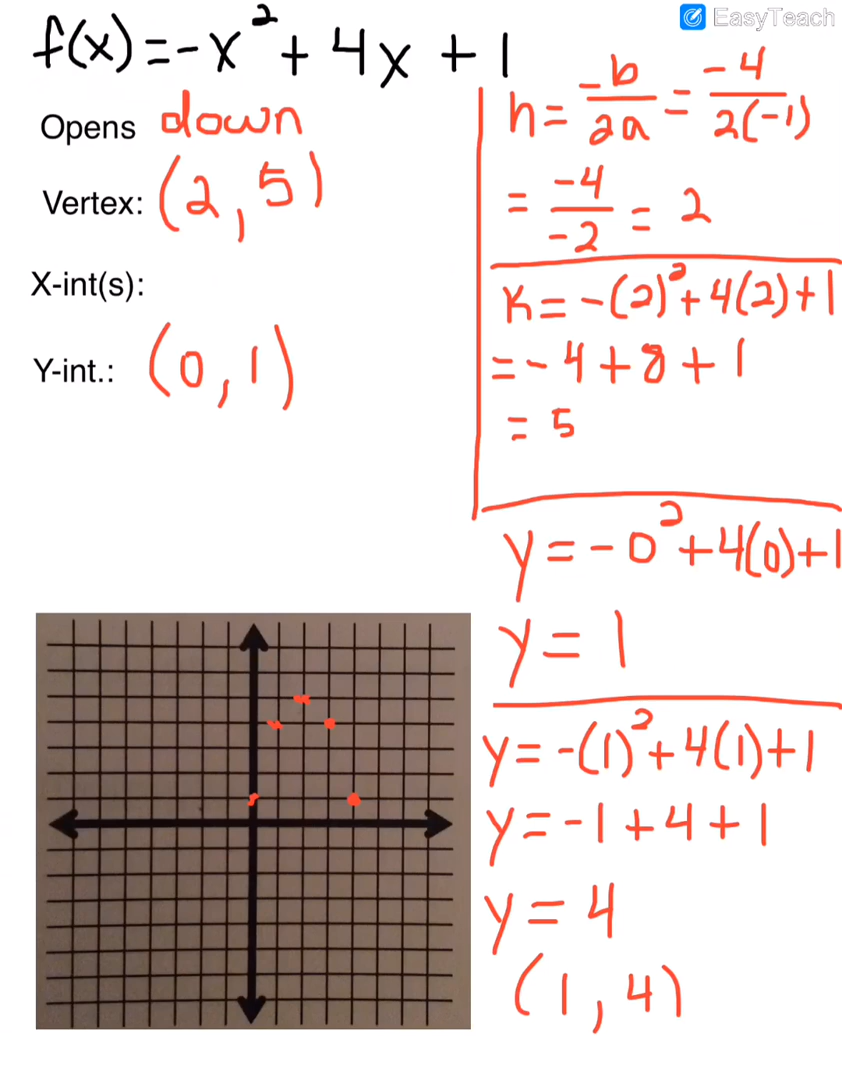 f(x)=-x²+4x+1
EasyTeach
Opens down
Vertex: (2,5)
X-int(s):
Y-int.: (0,1)
h=-b/2a=-4/2(-1)
=-4/-2=2
K=-(2)²+4(2)+1
=-4+8+1
=5
y=-0²+4(0)+1
y=1
y=-(1)²+4(1)+1
y=-1+4+1
y=4
(1,4)